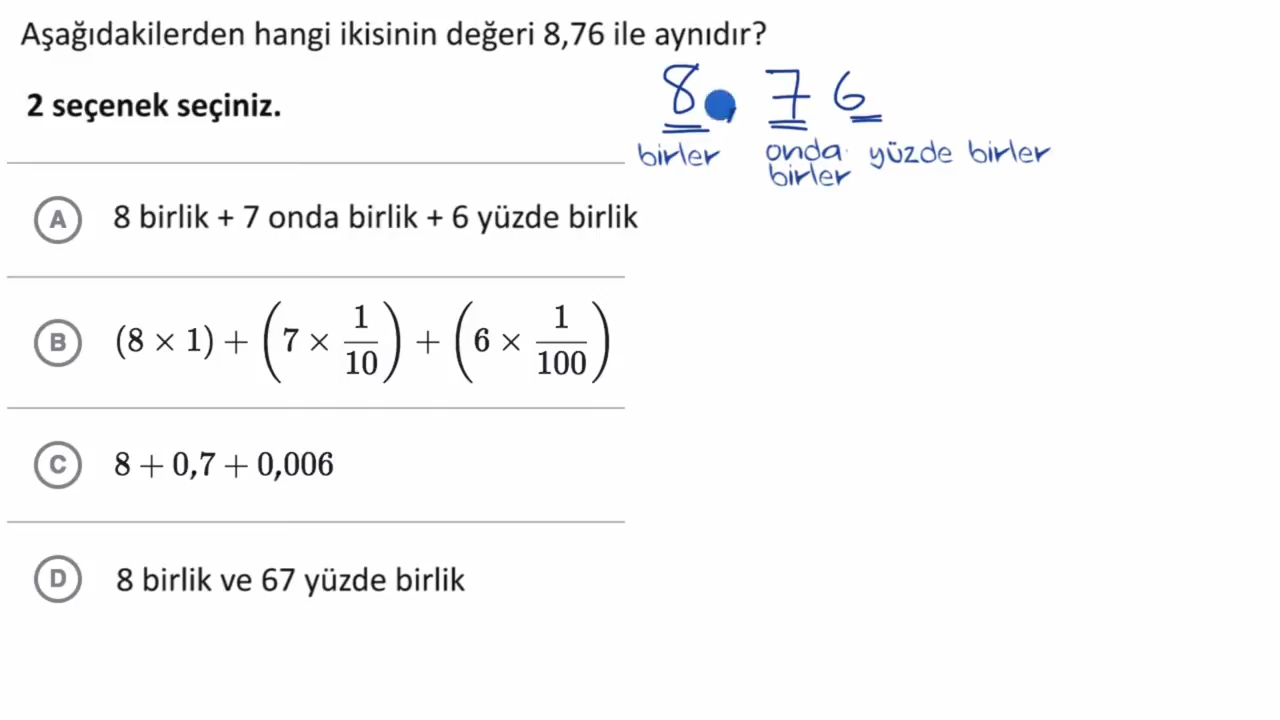 Aşağıdakilerden hangi ikisinin değeri 8,76 ile aynıdır?
2 seçenek seçiniz.
8,76
birler onda birler yüzde birler
A 8 birlik + 7 onda birlik + 6 yüzde birlik
B (8 × 1) + (7 × 1/10) + (6 × 1/100)
C 8 + 0,7 + 0,006
D 8 birlik ve 67 yüzde birlik